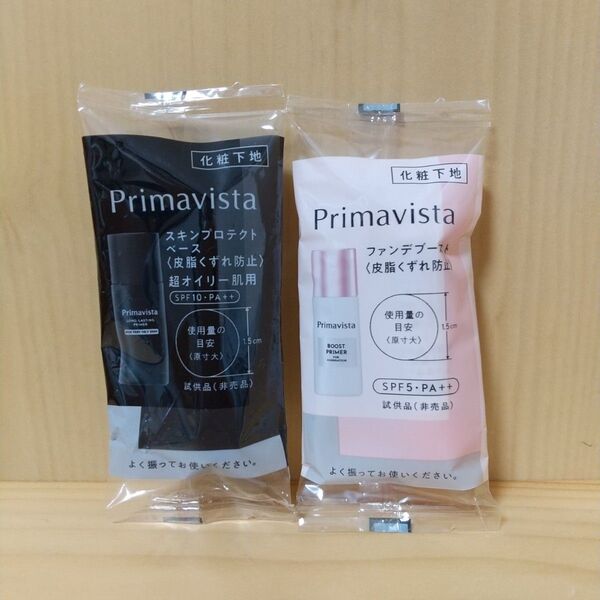 化粧下地
Primavista
スキンプロテクト
ベース
〈皮脂くずれ防止〉
超オイリー肌用
SPF10・PA++
Primavista
LONG LASTING
PRIMER
FOR VERY OILY SKIN
使用量の
目安
〈原寸大〉
1.5cm
試供品(非売品)
よく振ってお使いください。
化粧下地
Primavista
ファンデブースト
〈皮脂くずれ防止〉
Primavista
BOOST
PRIMER
FOR
FOUNDATION
使用量の
目安
〈原寸大〉
1.5cm
SPF5・PA++
試供品(非売品)
よく振ってお使いください。